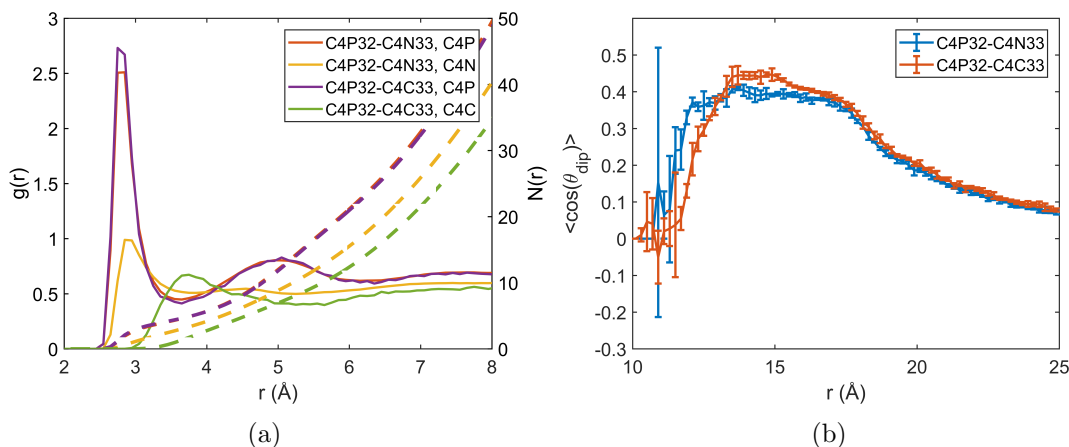 3
2.5
2
1.5
1
0.5
0
g(r)
50
40
30
20
10
0
N(r)
C4P32-C4N33, C4P
C4P32-C4N33, C4N
C4P32-C4C33, C4P
C4P32-C4C33, C4C
2 3 4 5 6 7 8
r (Å)
(a)
0.6
0.5
0.4
0.3
0.2
0.1
0
-0.1
-0.2
-0.3
<cos(θdip)>
C4P32-C4N33
C4P32-C4C33
10 15 20 25
r (Å)
(b)